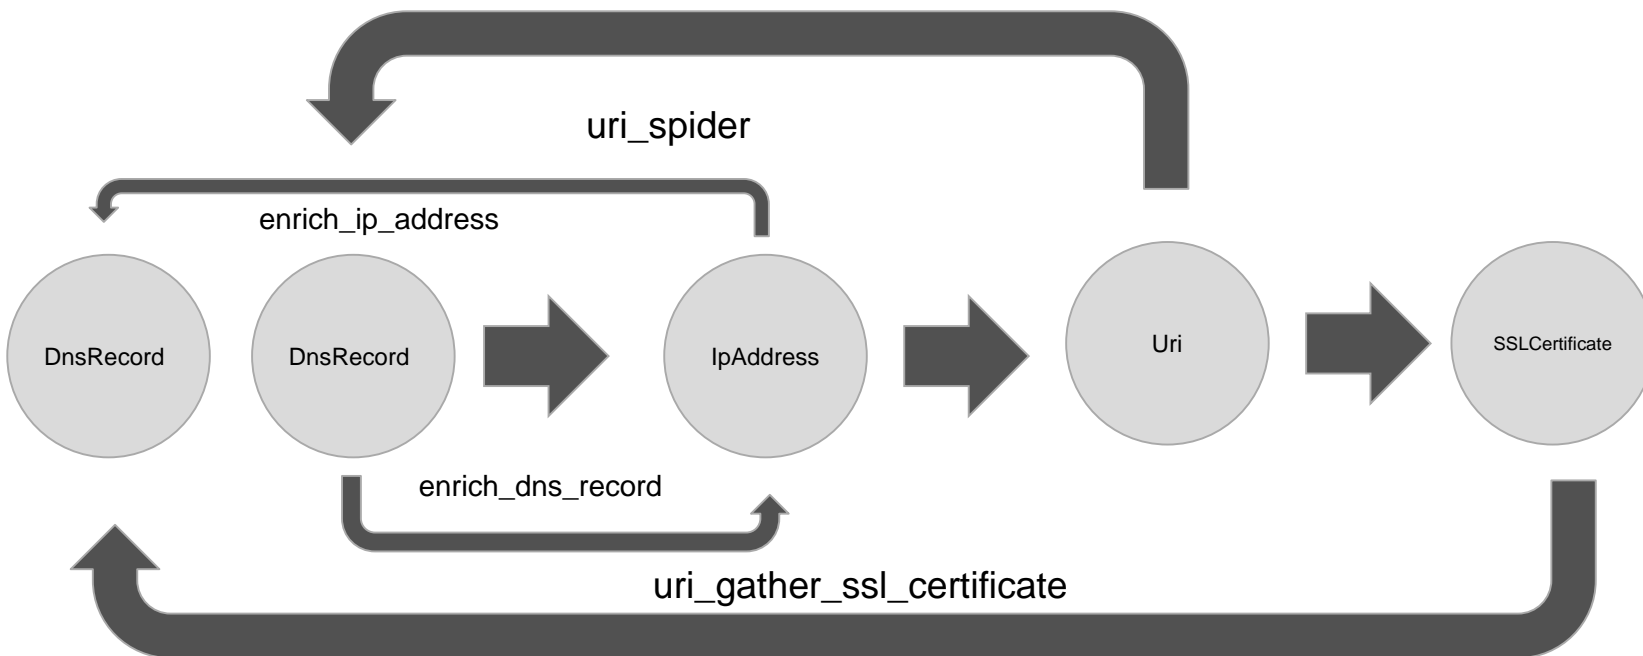 uri_spider
enrich_ip_address
DnsRecord
DnsRecord
IpAddress
Uri
SSLCertificate
enrich_dns_record
uri_gather_ssl_certificate